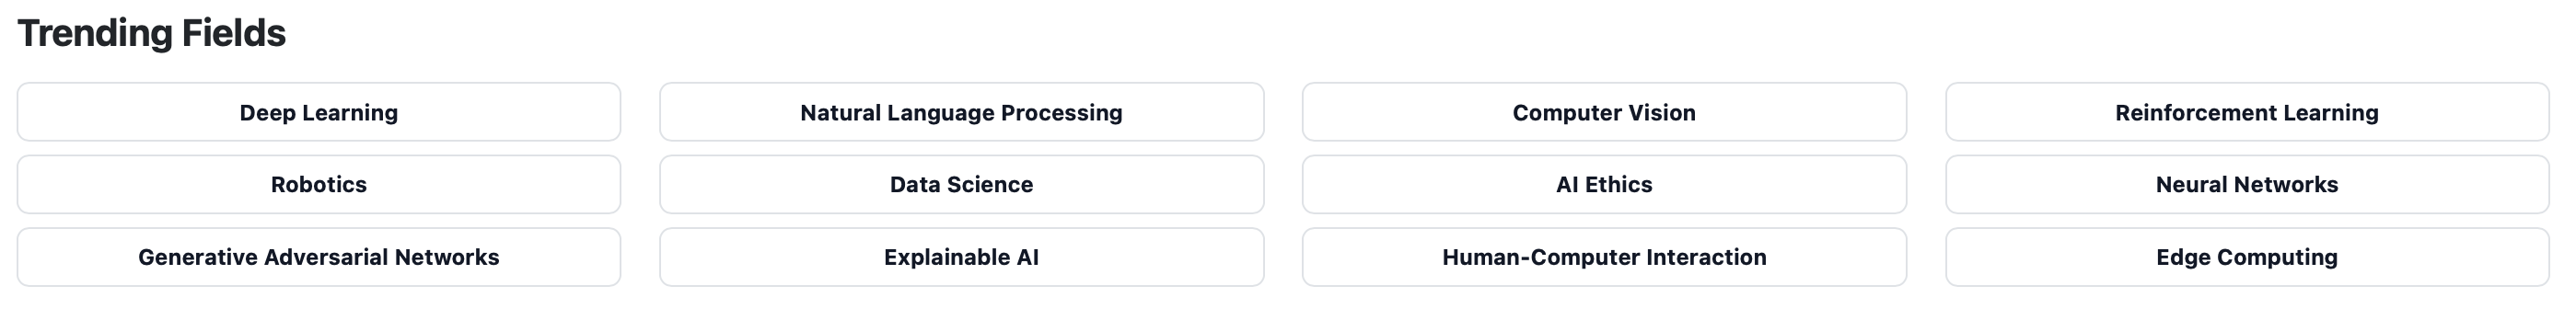 Trending Fields
Deep Learning
Natural Language Processing
Computer Vision
Reinforcement Learning
Robotics
Data Science
AI Ethics
Neural Networks
Generative Adversarial Networks
Explainable AI
Human-Computer Interaction
Edge Computing